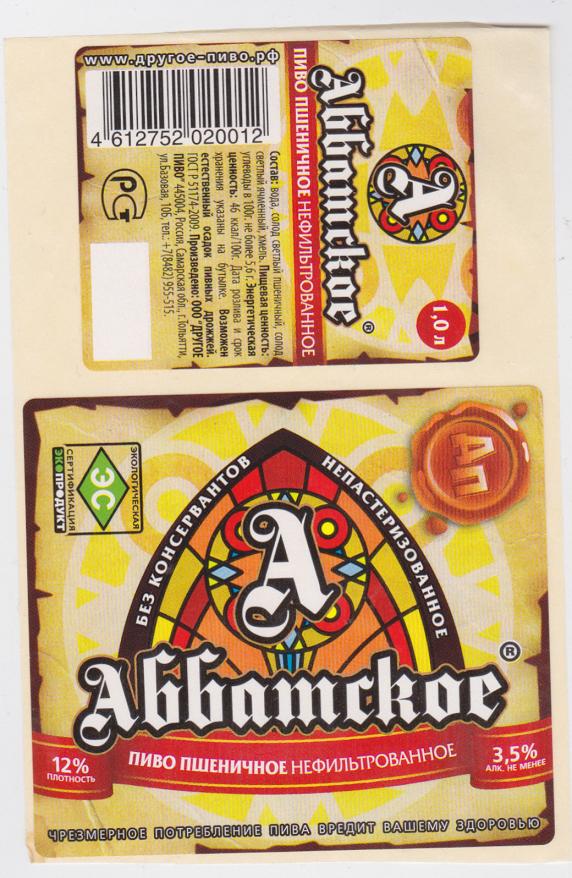 www.другое-пиво.рф
4 612752 020012
РСТ
Состав: вода, солод светлый пшеничный, солод
светлый ячменный, хмель. Пищевая ценность:
углеводы в 100г. не более 5,6 г. Энергетическая
ценность: 46 ккал/100г. Дата розлива и срок
хранения указаны на бутылке. Возможен
естественный осадок пивных дрожжей.
ГОСТ Р 51174-2009. Произведено: ООО "ДРУГОЕ
ПИВО" 445004, Россия, Самарская обл., г. Тольятти,
ул.Базовая, 10Б, тел.: +7(8482) 955-515.
ПИВО ПШЕНИЧНОЕ НЕФИЛЬТРОВАННОЕ
Аббатское®
А
1,0 л
ЭКОЛОГИЧЕСКАЯ
ЭС
СЕРТИФИКАЦИЯ
ЭКОПРОДУКТ
Ап
БЕЗ КОНСЕРВАНТОВ
НЕПАСТЕРИЗОВАННОЕ
А
Аббатское®
12%
ПЛОТНОСТЬ
ПИВО ПШЕНИЧНОЕ НЕФИЛЬТРОВАННОЕ
3,5%
АЛК. НЕ МЕНЕЕ
ЧРЕЗМЕРНОЕ ПОТРЕБЛЕНИЕ ПИВА ВРЕДИТ ВАШЕМУ ЗДОРОВЬЮ